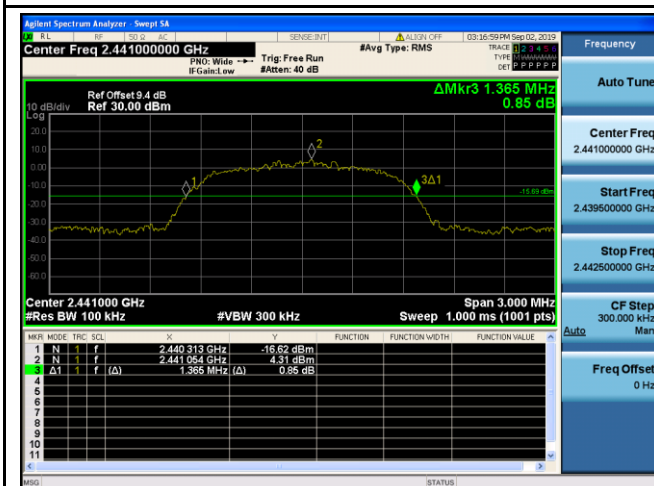 Agilent Spectrum Analyzer - Swept SA
RL RF 50 Ω AC SENSE:INT ALIGN OFF 03:16:59PM Sep 02, 2019
Center Freq 2.441000000 GHz
PNO: Wide
IFGain:Low
Trig: Free Run
#Atten: 40 dB
#Avg Type: RMS
TRACE 1 2 3 4 5 6
TYPE M
DET P P P P P P
ΔMkr3 1.365 MHz
0.85 dB
Ref Offset 9.4 dB
10 dB/div Ref 30.00 dBm
Log
20.0
10.0
0.00
-10.0
-20.0
-30.0
-40.0
-50.0
-60.0
1
2
3Δ1
-15.69 dBm
Center 2.441000 GHz Span 3.000 MHz
#Res BW 100 kHz #VBW 300 kHz Sweep 1.000 ms (1001 pts)
MKR MODE TRC SCL X Y FUNCTION FUNCTION WIDTH FUNCTION VALUE
1 N 1 f 2.440 313 GHz -16.62 dBm
2 N 1 f 2.441 054 GHz 4.31 dBm
3 Δ1 1 f (Δ) 1.365 MHz (Δ) 0.85 dB
4
5
6
7
8
9
10
11
MSG STATUS
Frequency
Auto Tune
Center Freq
2.441000000 GHz
Start Freq
2.439500000 GHz
Stop Freq
2.442500000 GHz
CF Step
300.000 kHz
Auto Man
Freq Offset
0 Hz